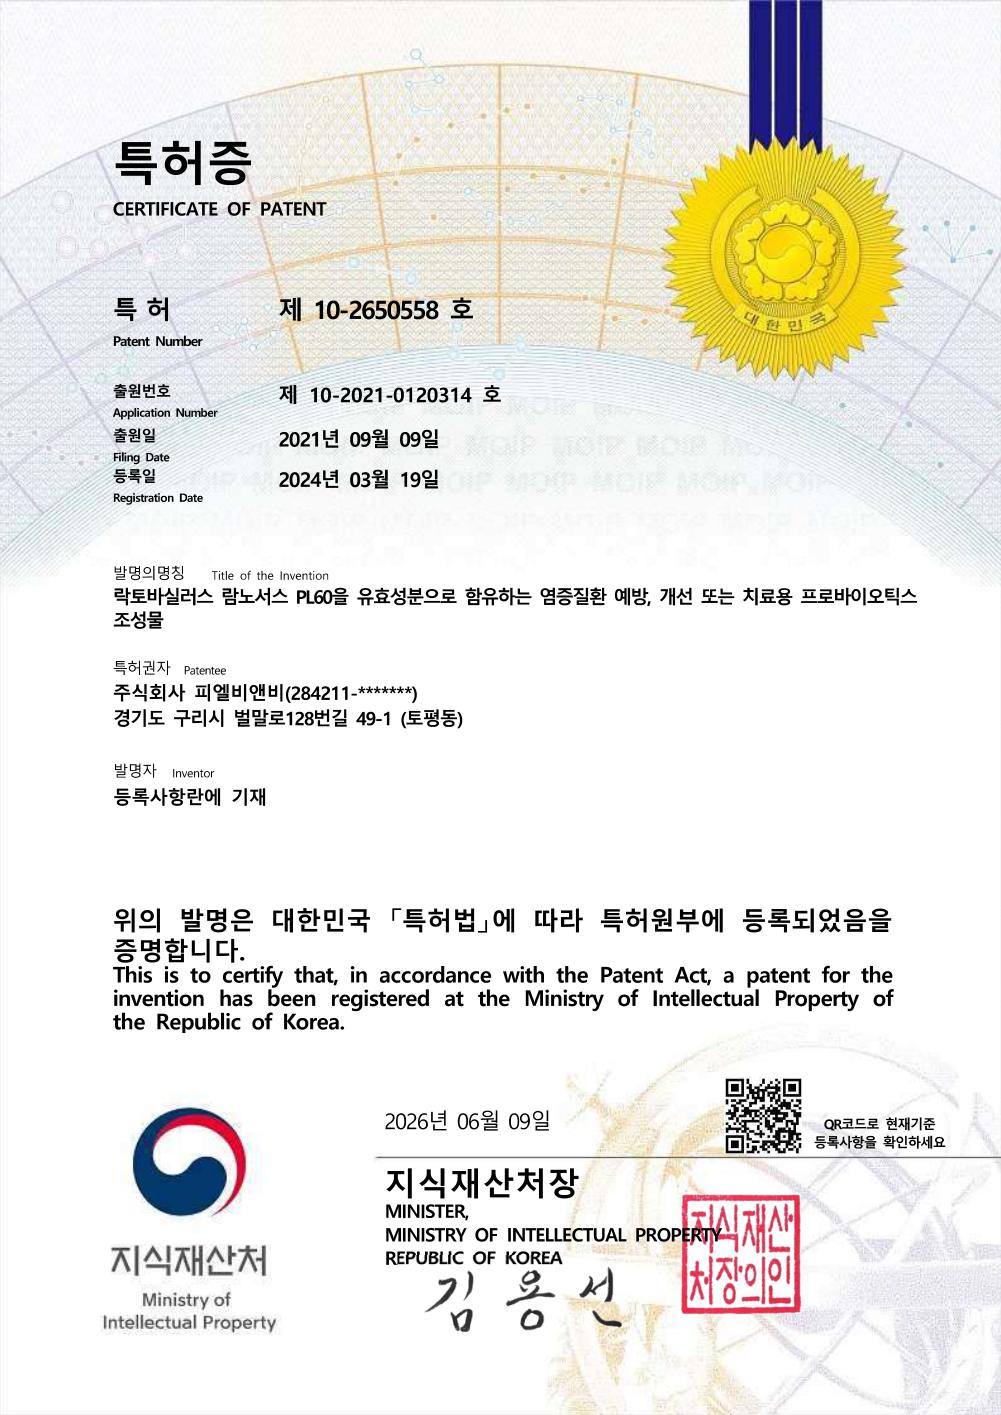 특허증
CERTIFICATE OF PATENT
대한민국
특 허
제 10-2650558 호
Patent Number
출원번호
제 10-2021-0120314 호
Application Number
출원일
2021년 09월 09일
Filing Date
등록일
2024년 03월 19일
Registration Date
발명의명칭 Title of the Invention
락토바실러스 람노서스 PL60을 유효성분으로 함유하는 염증질환 예방, 개선 또는 치료용 프로바이오틱스
조성물
특허권자 Patentee
주식회사 피엘비앤비(284211-*******)
경기도 구리시 벌말로128번길 49-1 (토평동)
발명자 Inventor
등록사항란에 기재
위의 발명은 대한민국 「특허법」에 따라 특허원부에 등록되었음을
증명합니다.
This is to certify that, in accordance with the Patent Act, a patent for the
invention has been registered at the Ministry of Intellectual Property of
the Republic of Korea.
2026년 06월 09일
QR코드로 현재기준
등록사항을 확인하세요
지식재산처장
MINISTER,
MINISTRY OF INTELLECTUAL PROPERTY
REPUBLIC OF KOREA
김용선
지식재산
처장의인
지식재산처
Ministry of
Intellectual Property